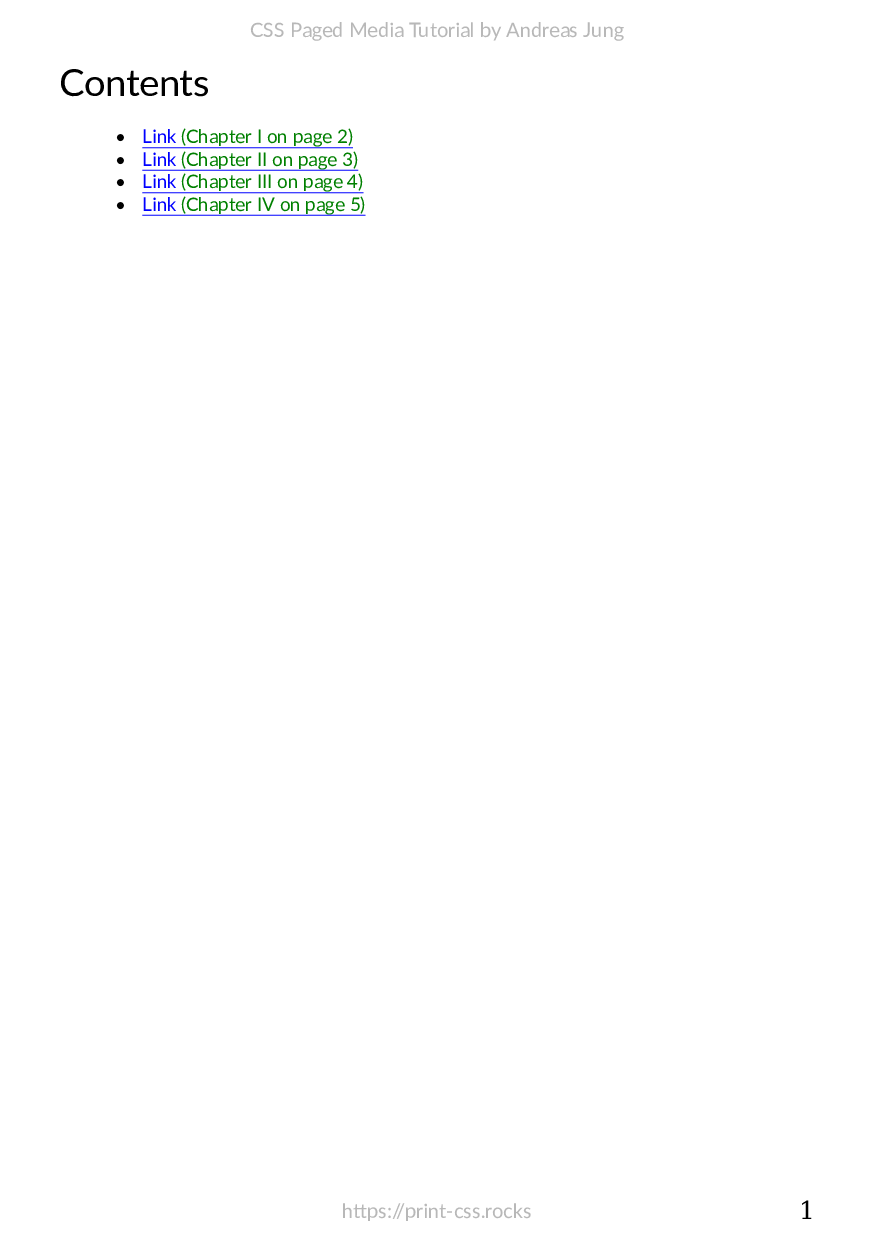 CSS Paged Media Tutorial by Andreas Jung
Contents
• Link (Chapter I on page 2)
• Link (Chapter II on page 3)
• Link (Chapter III on page 4)
• Link (Chapter IV on page 5)
https://print-css.rocks 1